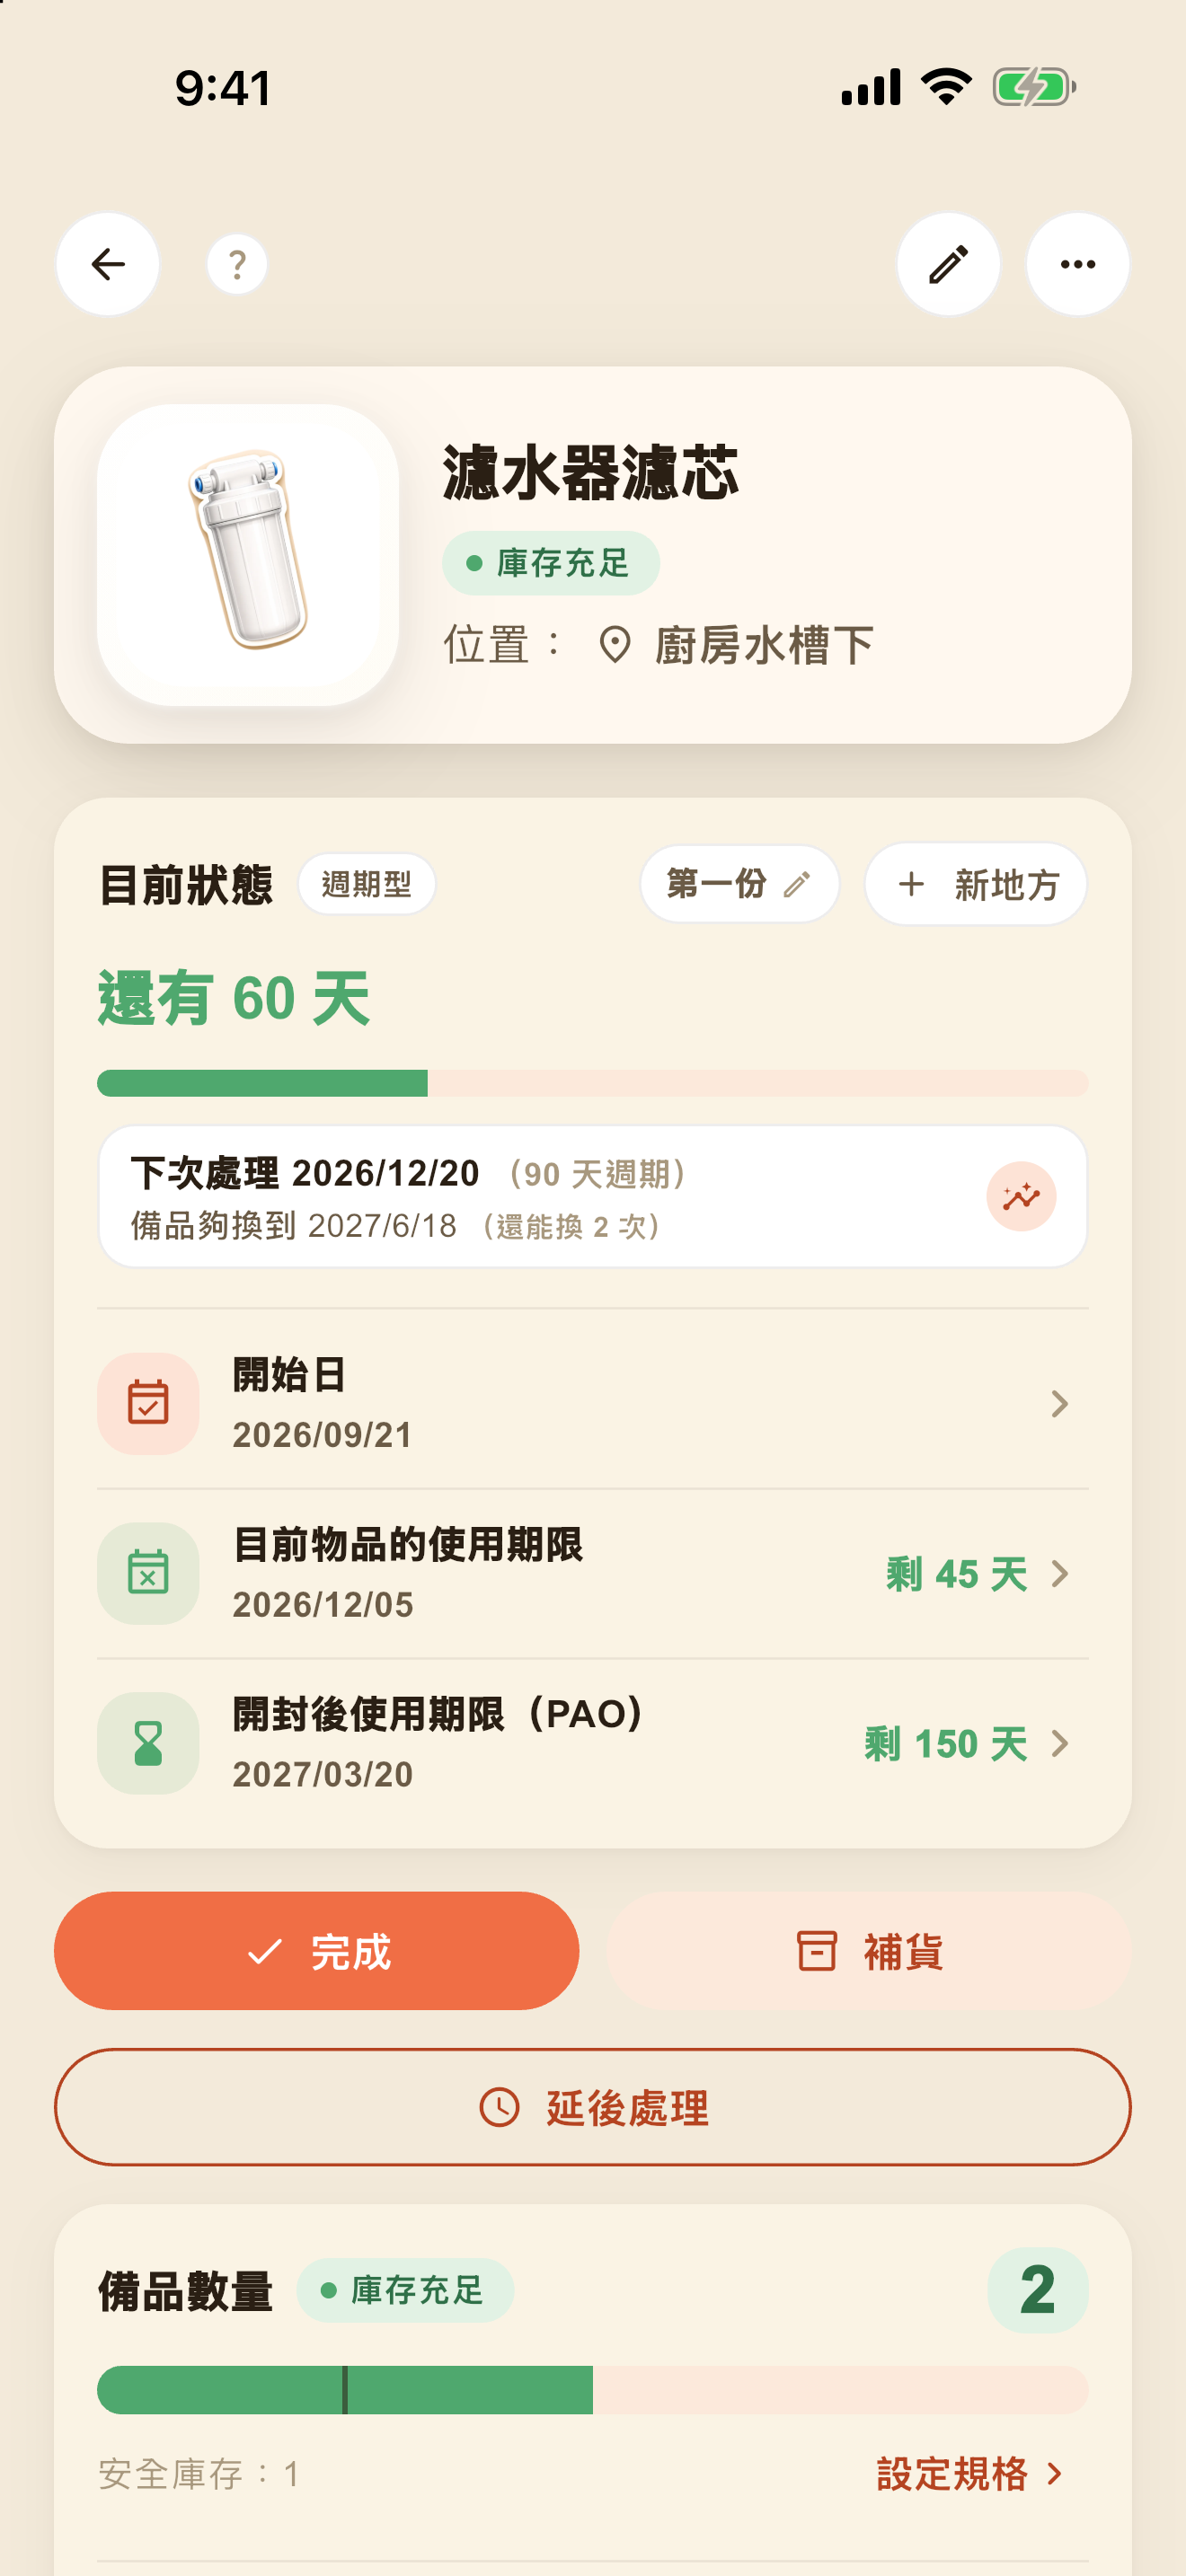 9:41
?
濾水器濾芯
庫存充足
位置： 廚房水槽下
目前狀態 週期型 第一份 + 新地方
還有 60 天
下次處理 2026/12/20 （90 天週期）
備品夠換到 2027/6/18 （還能換 2 次）
開始日
2026/09/21
目前物品的使用期限
2026/12/05
剩 45 天
開封後使用期限（PAO）
2027/03/20
剩 150 天
完成
補貨
延後處理
備品數量 庫存充足 2
安全庫存：1
設定規格